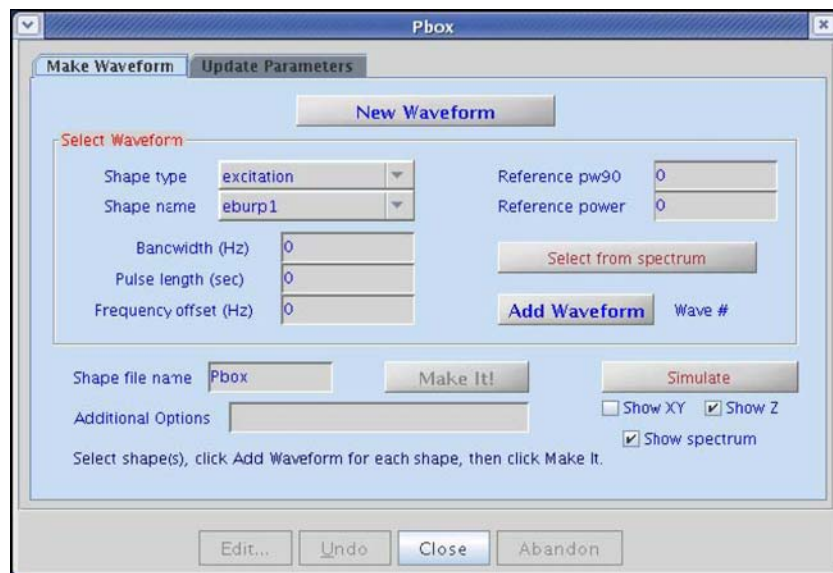 Pbox
Make Waveform Update Parameters
New Waveform
Select Waveform
Shape type excitation Reference pw90 0
Shape name eburp1 Reference power 0
Bancwidth (Hz) 0
Pulse length (sec) 0 Select from spectrum
Frequency offset (Hz) 0 Add Waveform Wave #
Shape file name Pbox Make It! Simulate
Show XY Show Z
Additional Options
Show spectrum
Select shape(s), click Add Waveform for each shape, then click Make It.
Edit... Undo Close Abandon